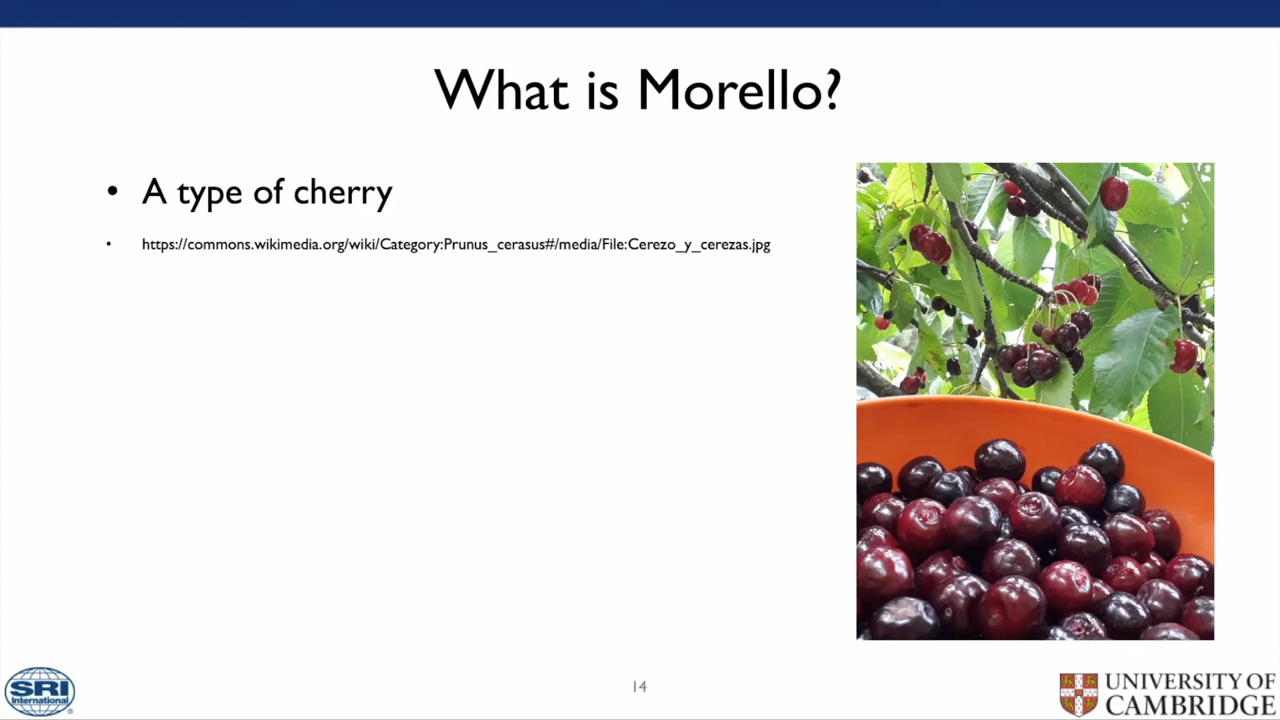 What is Morello?
• A type of cherry
• https://commons.wikimedia.org/wiki/Category:Prunus_cerasus#/media/File:Cerezo_y_cerezas.jpg
SRI
International
®
14
UNIVERSITY OF
CAMBRIDGE